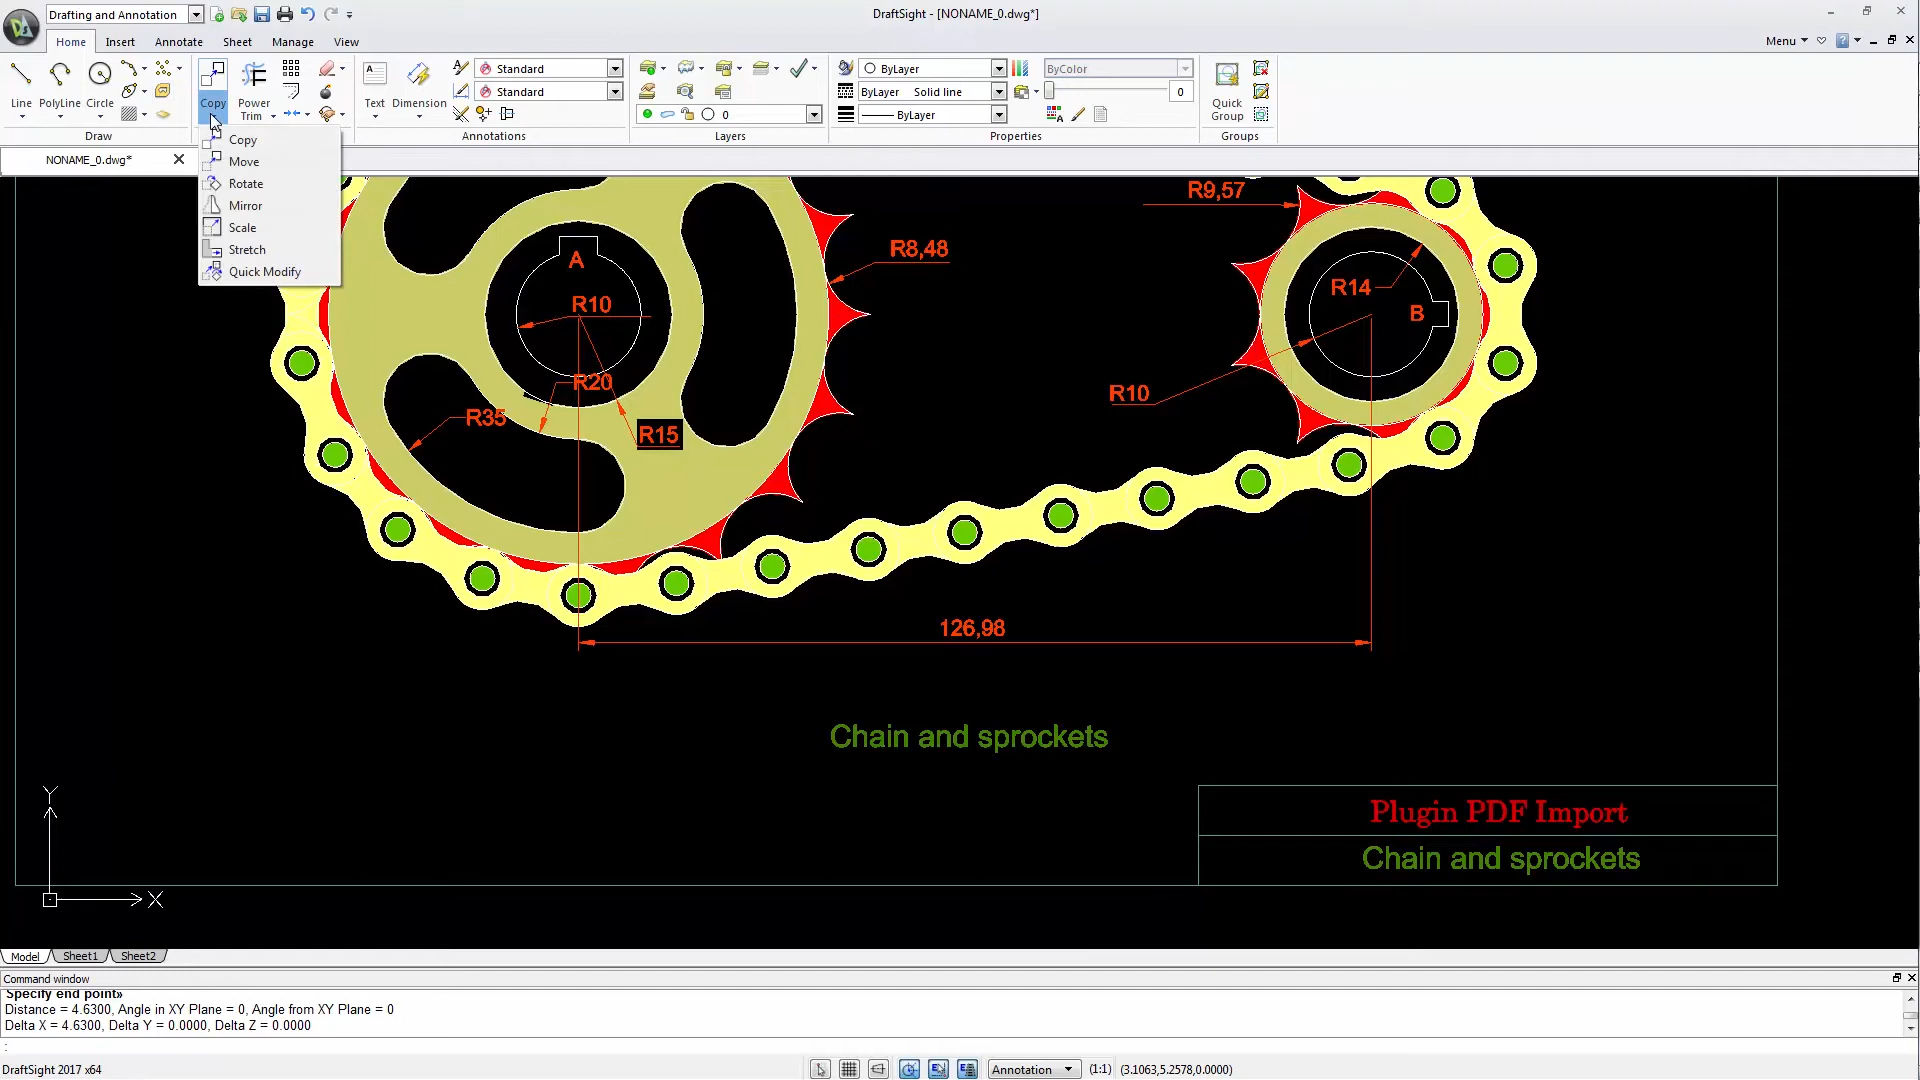 Drafting and Annotation
DraftSight - [NONAME_0.dwg*]
Home
Insert
Annotate
Sheet
Manage
View
Menu
Line
PolyLine
Circle
Draw
Copy
Power
Trim
Text
Dimension
Standard
Standard
Annotations
0
Layers
ByLayer
ByLayer Solid line
ByLayer
ByColor
0
Properties
Quick
Group
Groups
NONAME_0.dwg*
Copy
Move
Rotate
Mirror
Scale
Stretch
Quick Modify
R9,57
R8,48
A
R10
R14
B
R20
R10
R35
R15
126,98
Chain and sprockets
Plugin PDF Import
Chain and sprockets
Y
X
Model
Sheet1
Sheet2
Command window
Specify end point»
Distance = 4.6300, Angle in XY Plane = 0, Angle from XY Plane = 0
Delta X = 4.6300, Delta Y = 0.0000, Delta Z = 0.0000
:
DraftSight 2017 x64
Annotation
(1:1)
(3.1063,5.2578,0.0000)